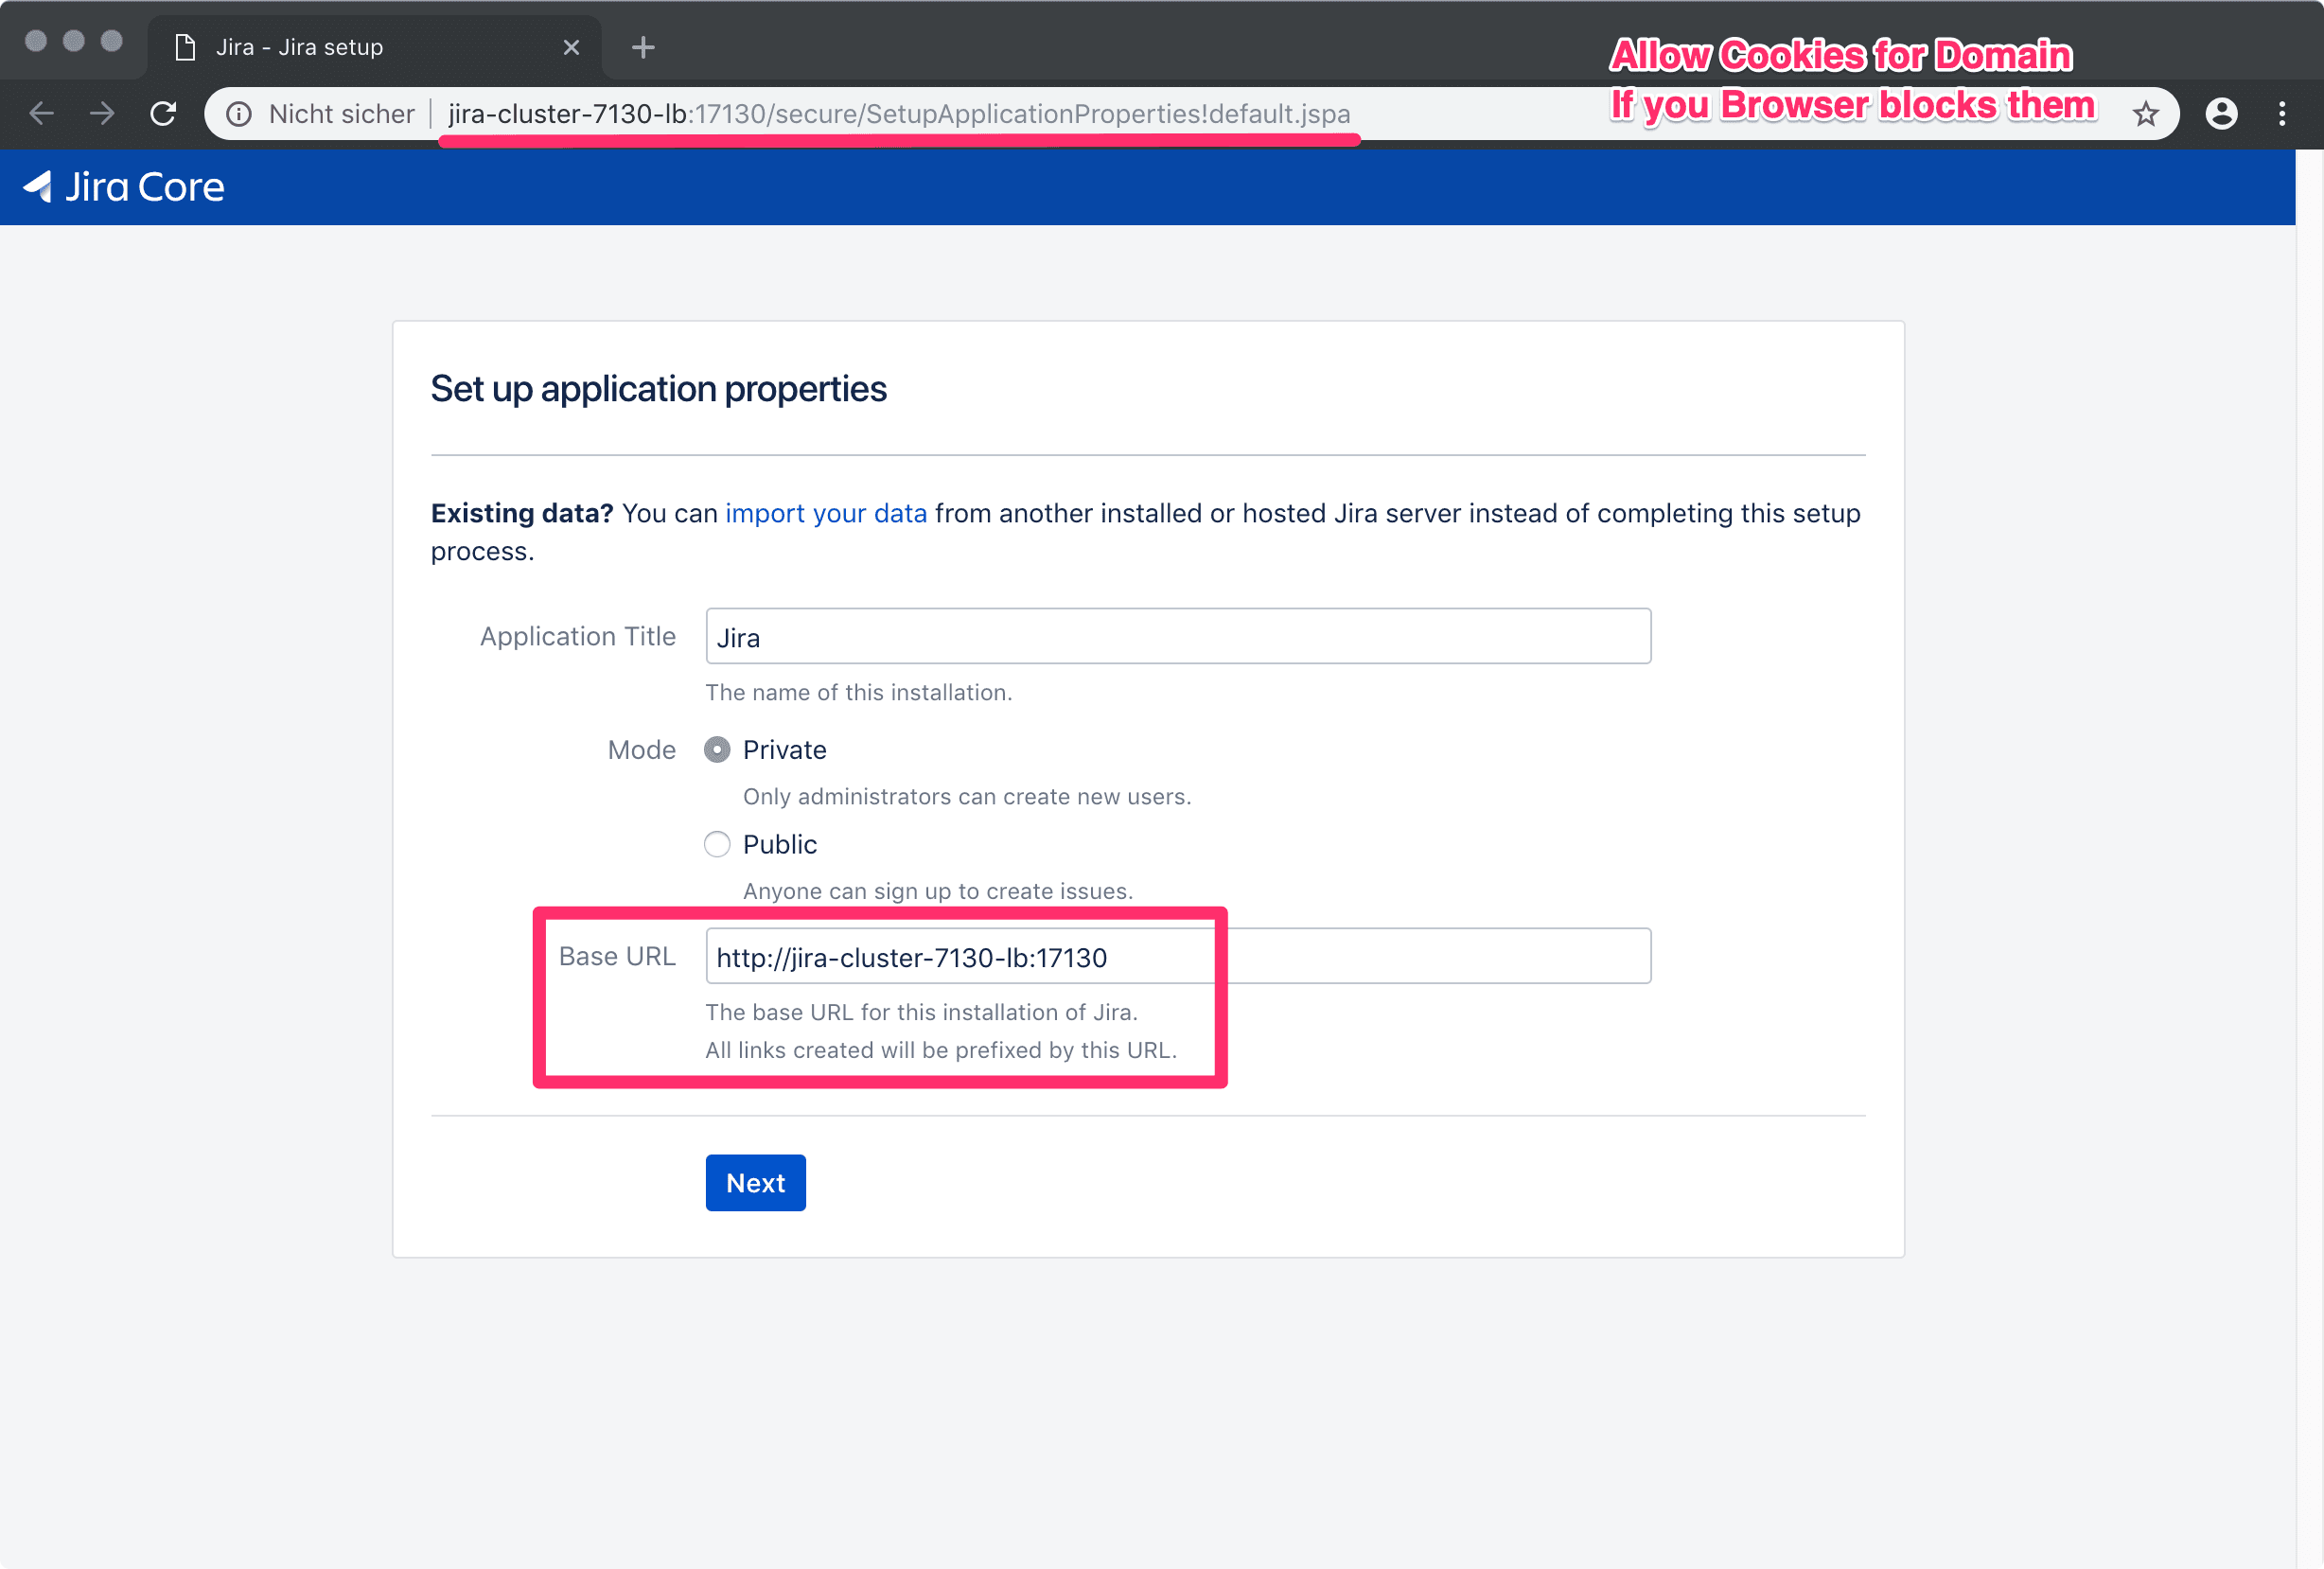 Jira - Jira setup
Allow Cookies for Domain
If you Browser blocks them
Nicht sicher jira-cluster-7130-lb:17130/secure/SetupApplicationProperties!default.jspa
Jira Core
Set up application properties
Existing data? You can import your data from another installed or hosted Jira server instead of completing this setup
process.
Application Title Jira
The name of this installation.
Mode Private
Only administrators can create new users.
Public
Anyone can sign up to create issues.
Base URL http://jira-cluster-7130-lb:17130
The base URL for this installation of Jira.
All links created will be prefixed by this URL.
Next